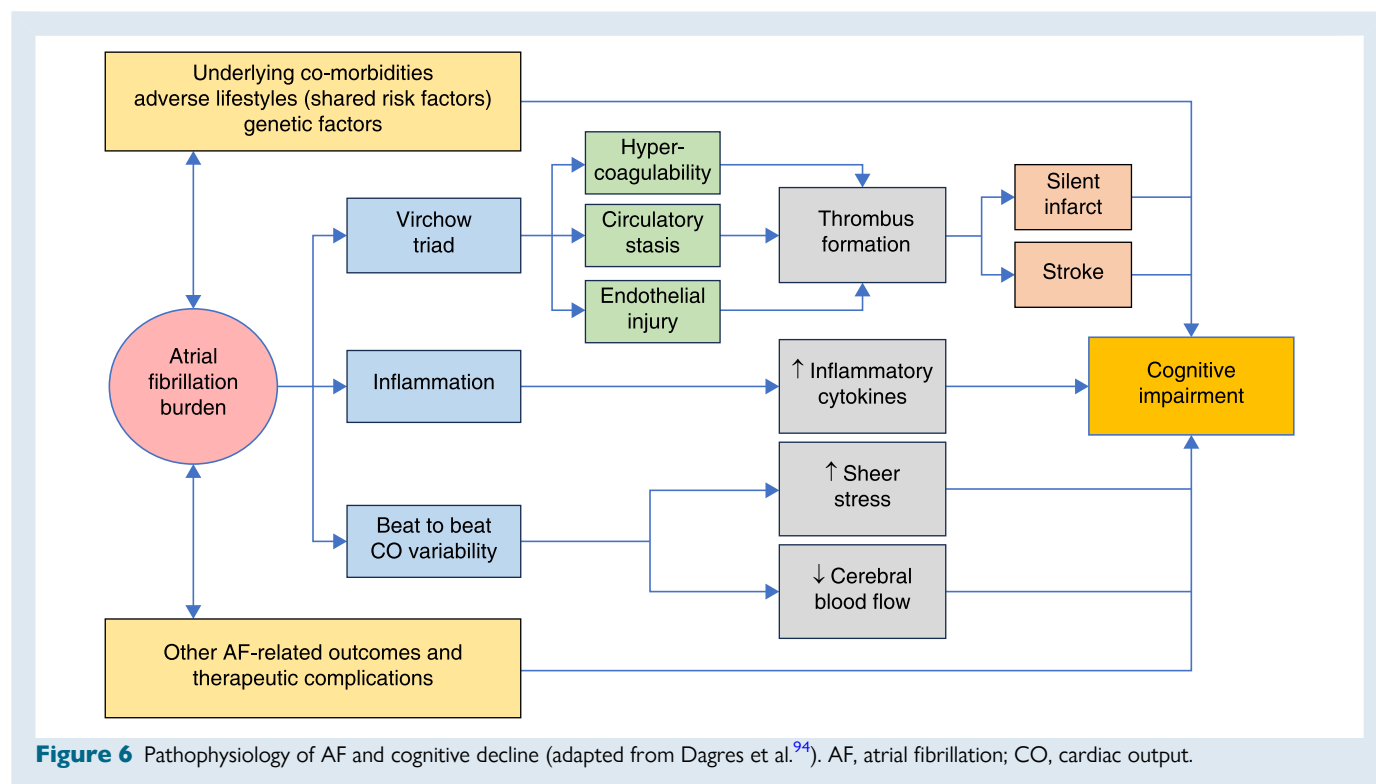 Underlying co-morbidities
adverse lifestyles (shared risk factors)
genetic factors
Hyper-
coagulability
Virchow
triad
Circulatory
stasis
Endothelial
injury
Thrombus
formation
Silent
infarct
Stroke
Atrial
fibrillation
burden
Inflammation
↑ Inflammatory
cytokines
Cognitive
impairment
Beat to beat
CO variability
↑ Sheer
stress
↓ Cerebral
blood flow
Other AF-related outcomes and
therapeutic complications
Figure 6 Pathophysiology of AF and cognitive decline (adapted from Dagres et al.94). AF, atrial fibrillation; CO, cardiac output.